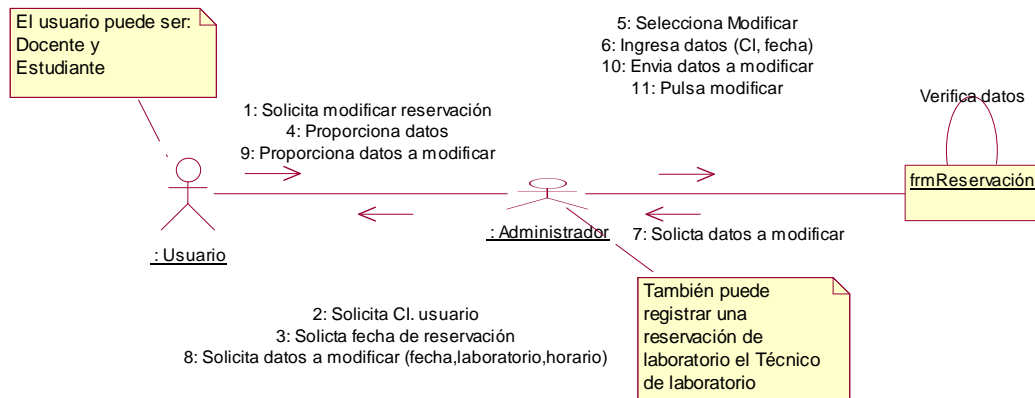 El usuario puede ser:
Docente y
Estudiante
1: Solicita modificar reservación
4: Proporciona datos
9: Proporciona datos a modificar
5: Selecciona Modificar
6: Ingresa datos (CI, fecha)
10: Envia datos a modificar
11: Pulsa modificar
Verifica datos
frmReservación
: Usuario
: Administrador
7: Solicta datos a modificar
2: Solicita CI. usuario
3: Solicta fecha de reservación
8: Solicita datos a modificar (fecha,laboratorio,horario)
También puede
registrar una
reservación de
laboratorio el Técnico
de laboratorio